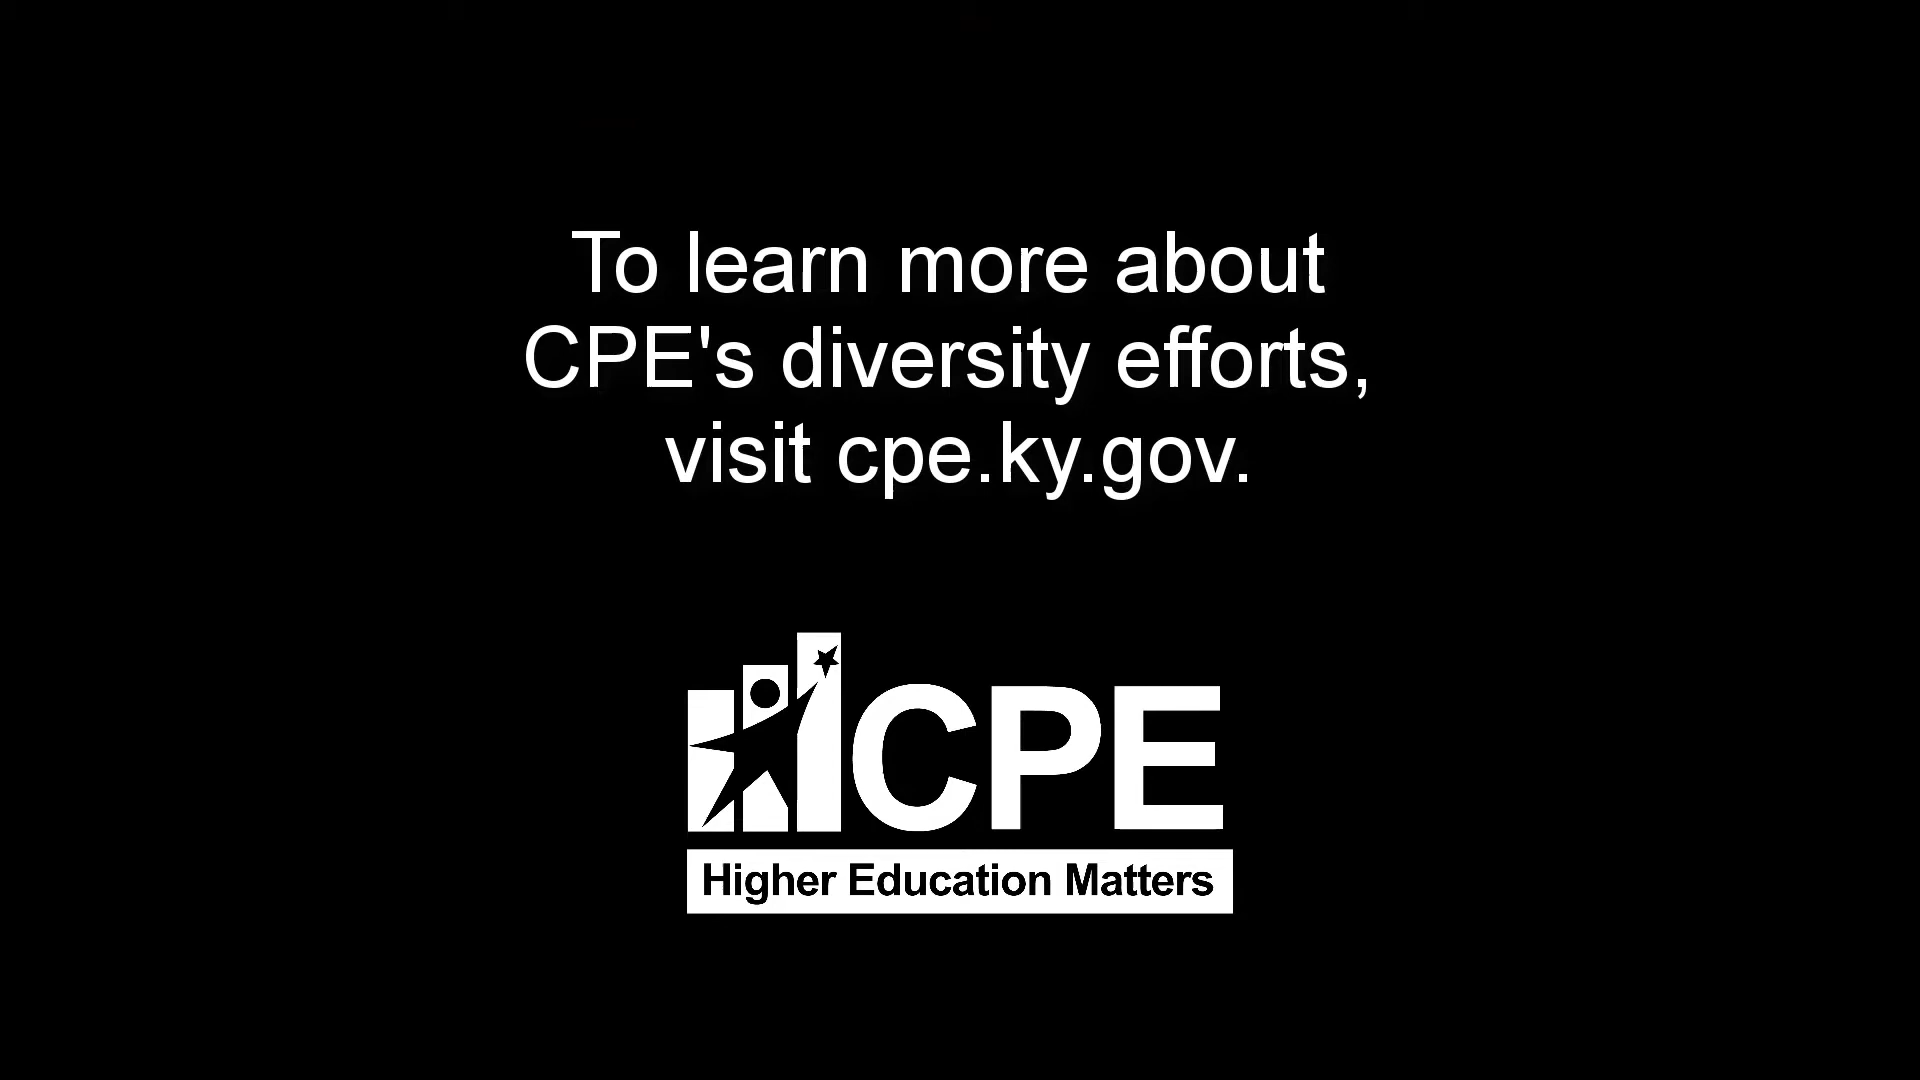 To learn more about
CPE's diversity efforts,
visit cpe.ky.gov.
CPE
Higher Education Matters